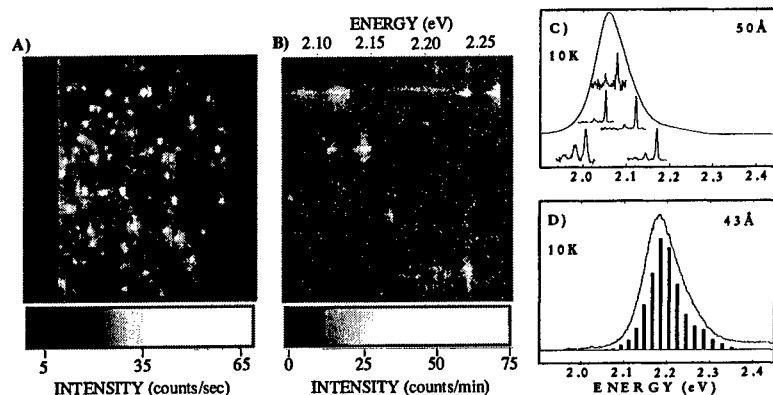 A)
5 35 65
INTENSITY (counts/sec)
ENERGY (eV)
B) 2.10 2.15 2.20 2.25
0 25 50 75
INTENSITY (counts/min)
C) 50Å
10K
2.0 2.1 2.2 2.3 2.4
D) 43Å
10K
2.0 2.1 2.2 2.3 2.4
ENERGY (eV)